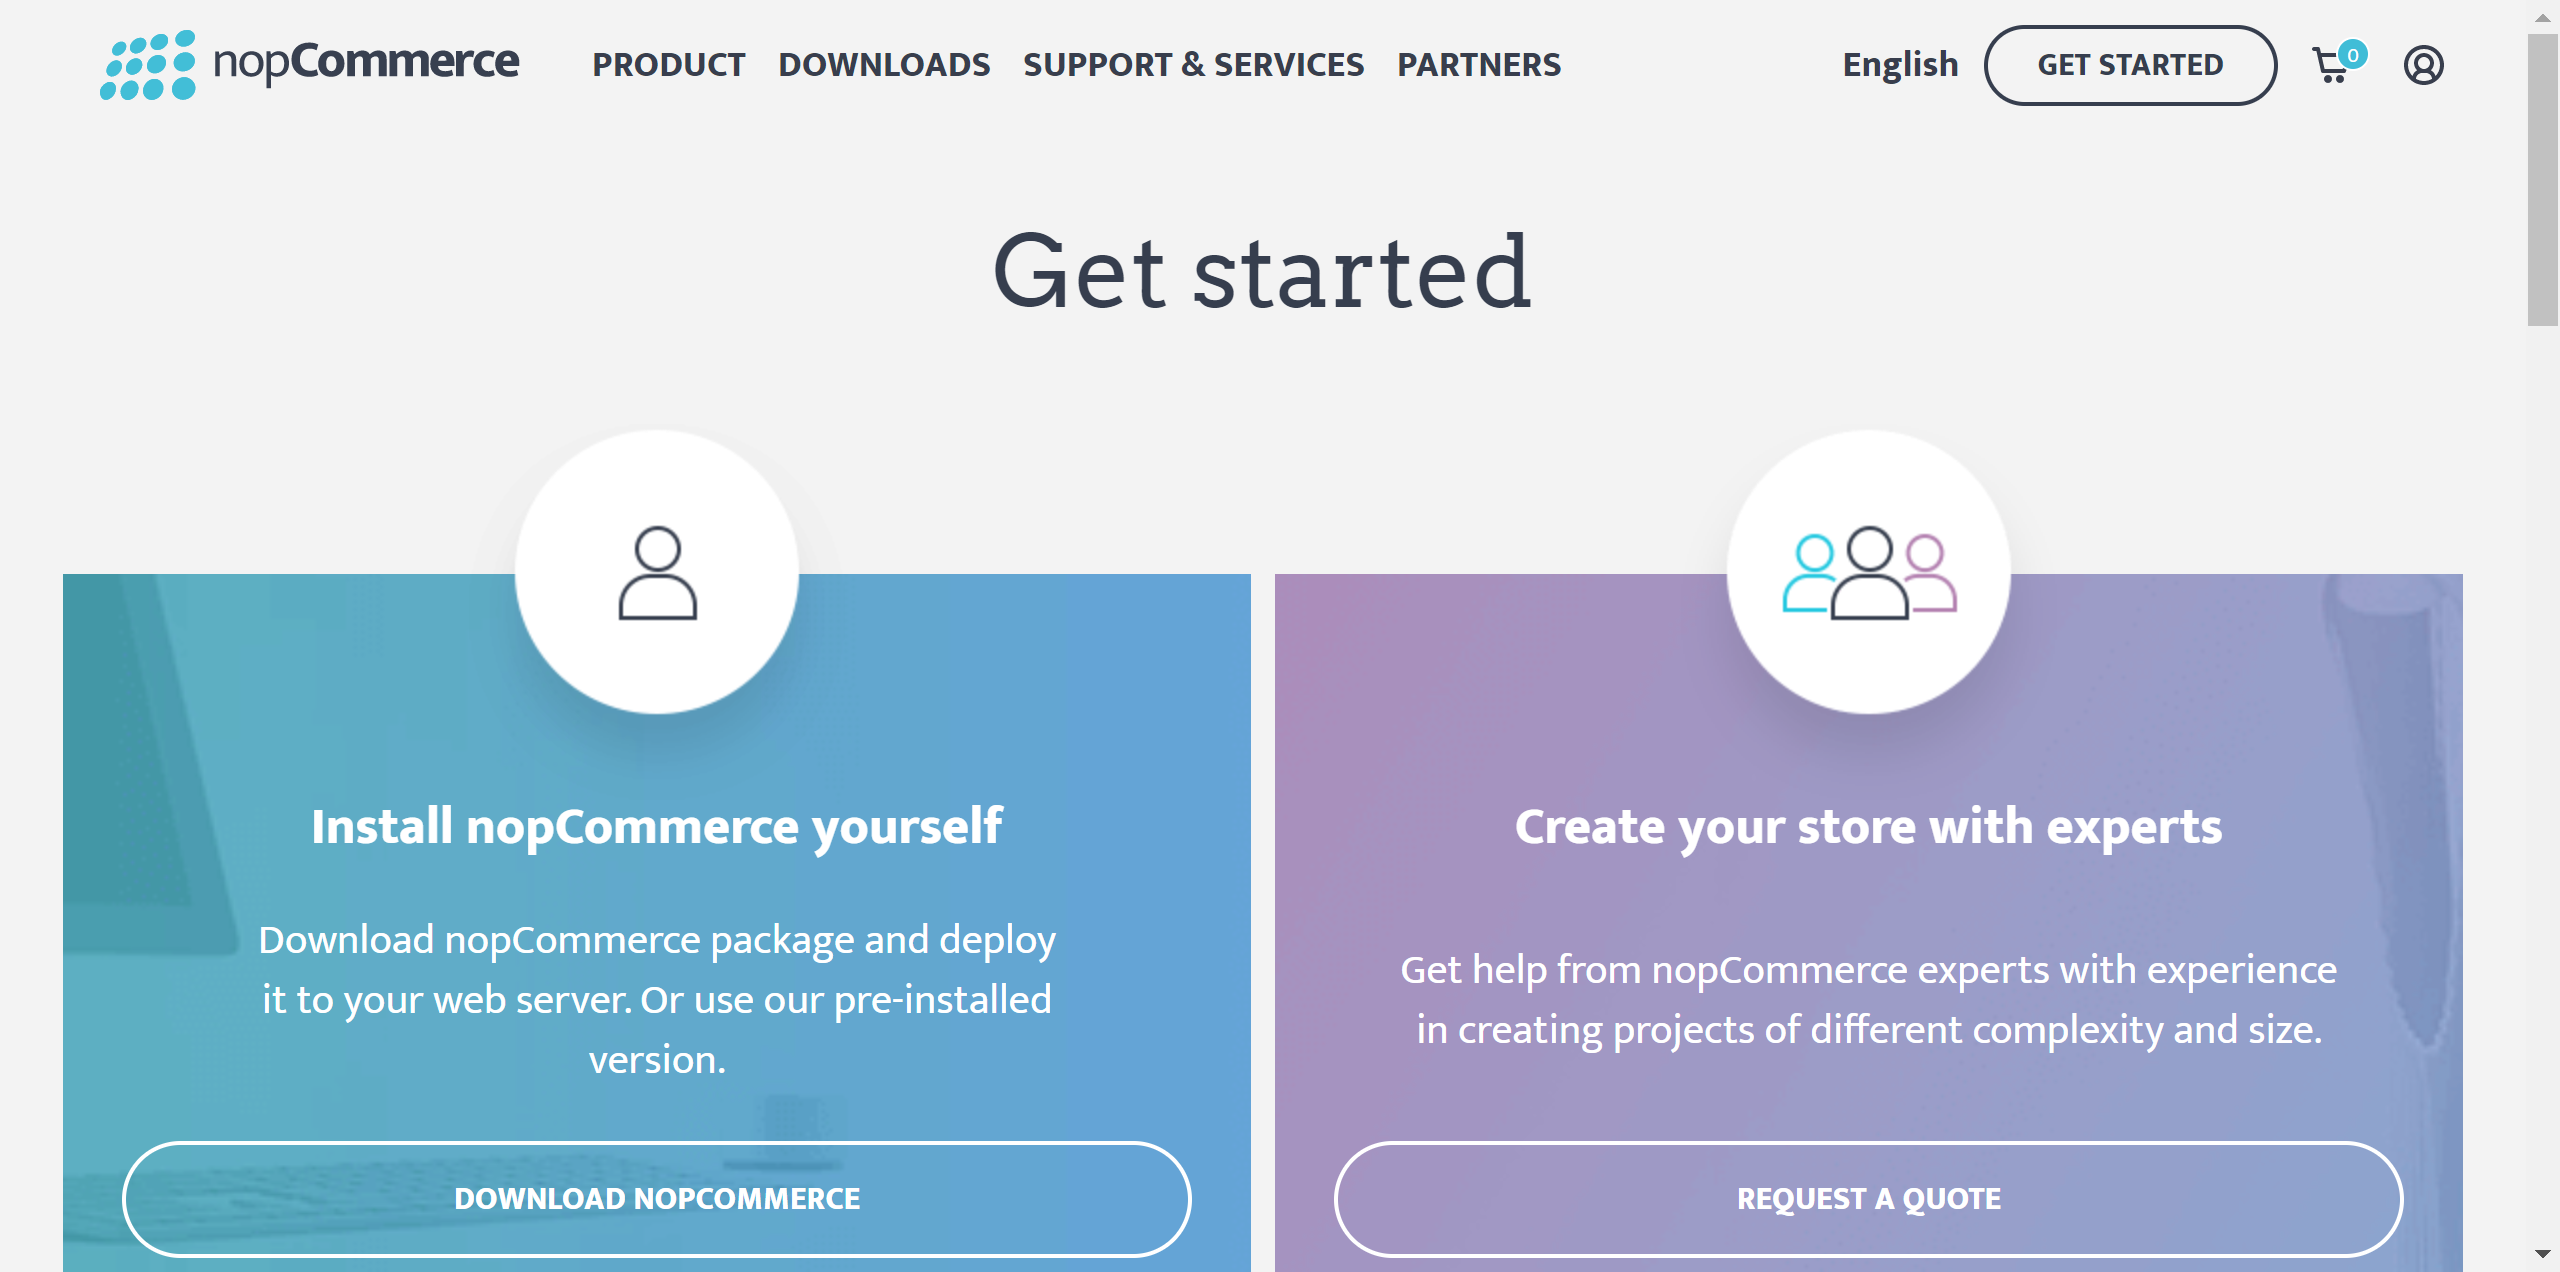 nopCommerce PRODUCT DOWNLOADS SUPPORT & SERVICES PARTNERS English GET STARTED 0
Get started
Install nopCommerce yourself
Download nopCommerce package and deploy
it to your web server. Or use our pre-installed
version.
DOWNLOAD NOPCOMMERCE
Create your store with experts
Get help from nopCommerce experts with experience
in creating projects of different complexity and size.
REQUEST A QUOTE